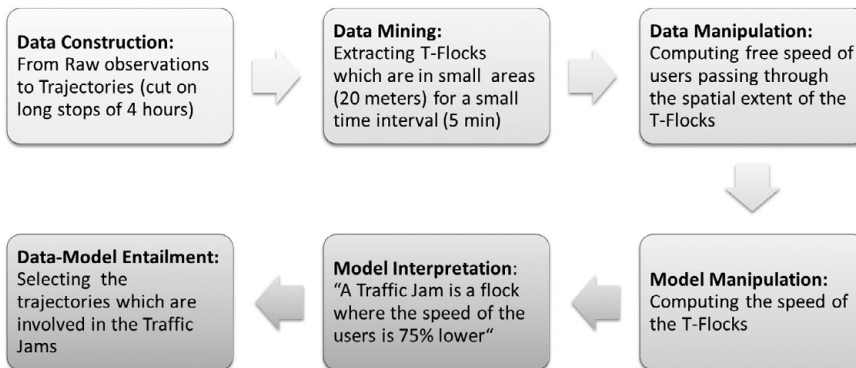 Data Construction:
From Raw observations
to Trajectories (cut on
long stops of 4 hours)
Data Mining:
Extracting T-Flocks
which are in small areas
(20 meters) for a small
time interval (5 min)
Data Manipulation:
Computing free speed of
users passing through
the spatial extent of the
T-Flocks
Model Manipulation:
Computing the speed of
the T-Flocks
Model Interpretation:
“A Traffic Jam is a flock
where the speed of the
users is 75% lower“
Data-Model Entailment:
Selecting the
trajectories which are
involved in the Traffic
Jams